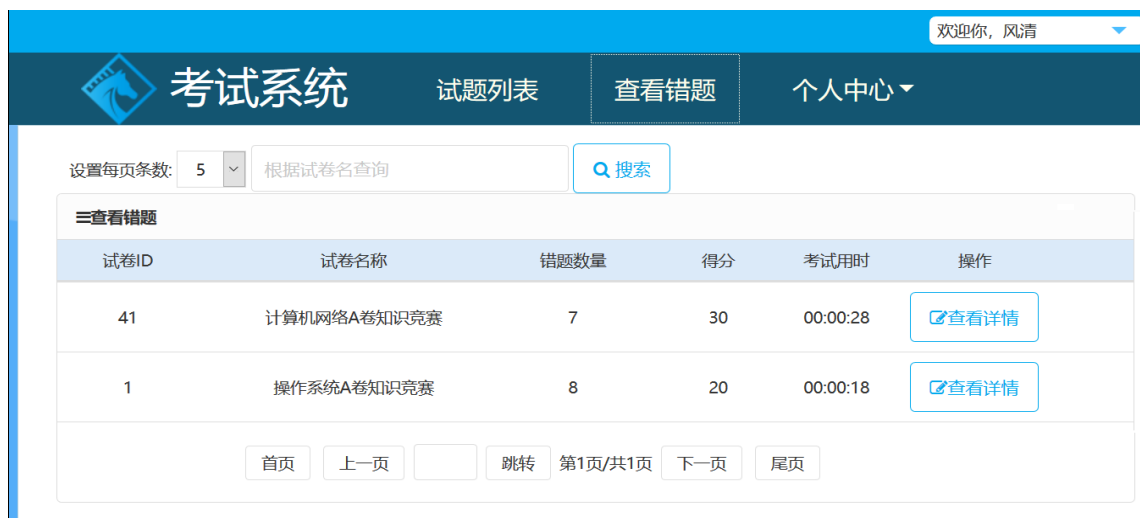 欢迎你，风清
考试系统 试题列表 查看错题 个人中心
设置每页条数: 5 根据试卷名查询 搜索
查看错题
试卷ID 试卷名称 错题数量 得分 考试用时 操作
41 计算机网络A卷知识竞赛 7 30 00:00:28 查看详情
1 操作系统A卷知识竞赛 8 20 00:00:18 查看详情
首页 上一页 跳转 第1页/共1页 下一页 尾页